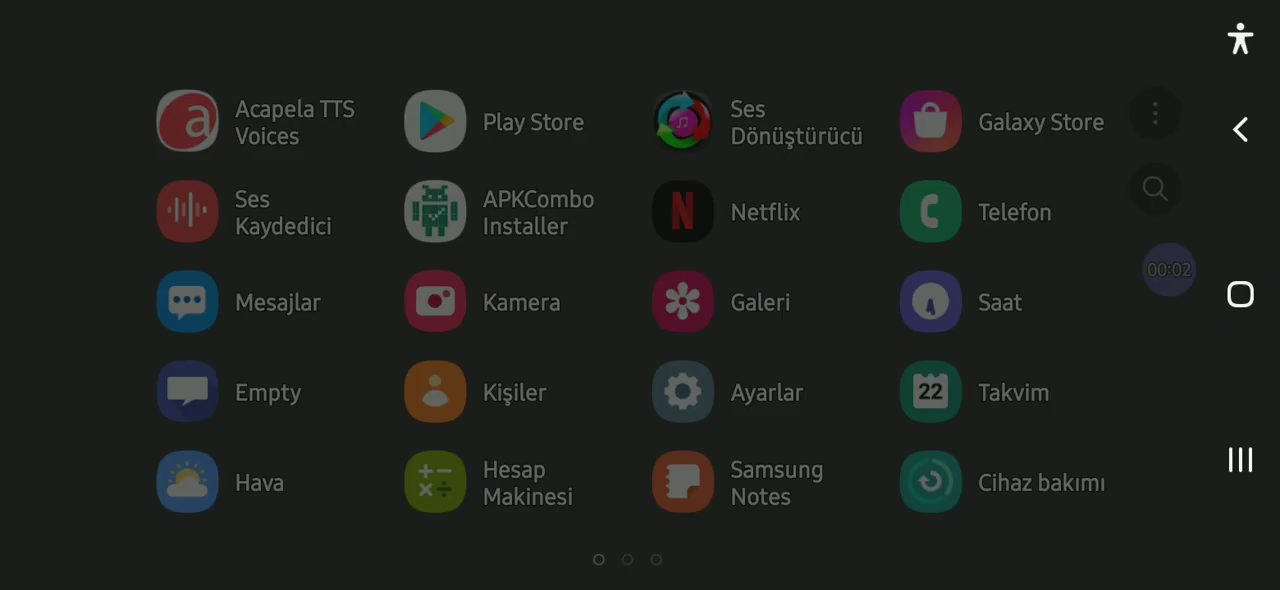 Acapela TTS
Voices
Play Store
Ses
Dönüştürücü
Galaxy Store
Ses
Kaydedici
APKCombo
Installer
Netflix
Telefon
00:02
Mesajlar
Kamera
Galeri
Saat
Empty
Kişiler
Ayarlar
22
Takvim
Hava
Hesap
Makinesi
Samsung
Notes
Cihaz bakımı